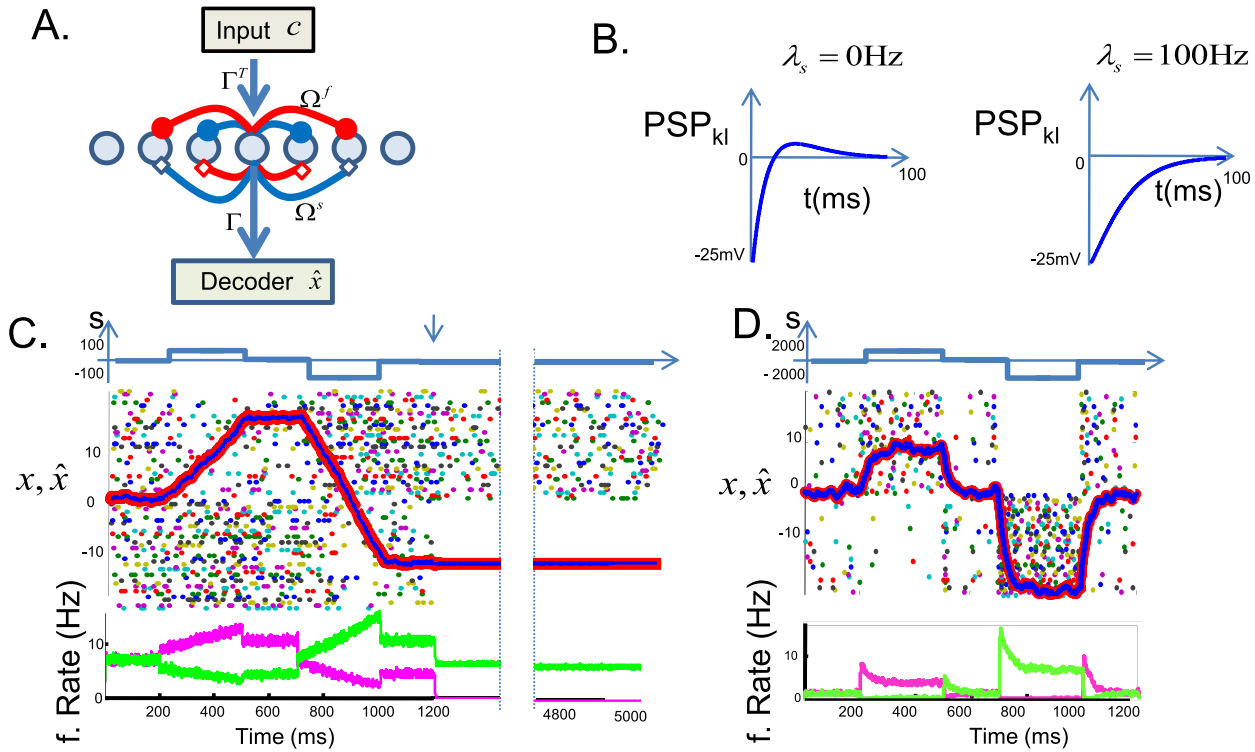 A.
Input c
Γ^T
Ω^f
Γ
Ω^s
Decoder x̂
B.
λ_s = 0Hz
PSP_kl
0
100
t(ms)
-25mV
λ_s = 100Hz
PSP_kl
0
100
t(ms)
-25mV
C.
s
100
-100
10
x, x̂
0
-10
f. Rate (Hz)
10
0
200 400 600 800 1000 1200 4800 5000
Time (ms)
D.
s
2000
- 2000
10
x, x̂
0
-10
f. Rate (Hz)
10
0
200 400 600 800 1000 1200
Time (ms)